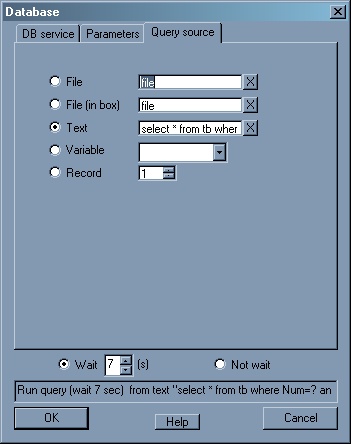 Database
DB service Parameters Query source
File file
File (in box) file
Text select * from tb wher
Variable
Record 1
Wait 7 (s) Not wait
Run query (wait 7 sec) from text "select * from tb where Num=? an
OK Help Cancel